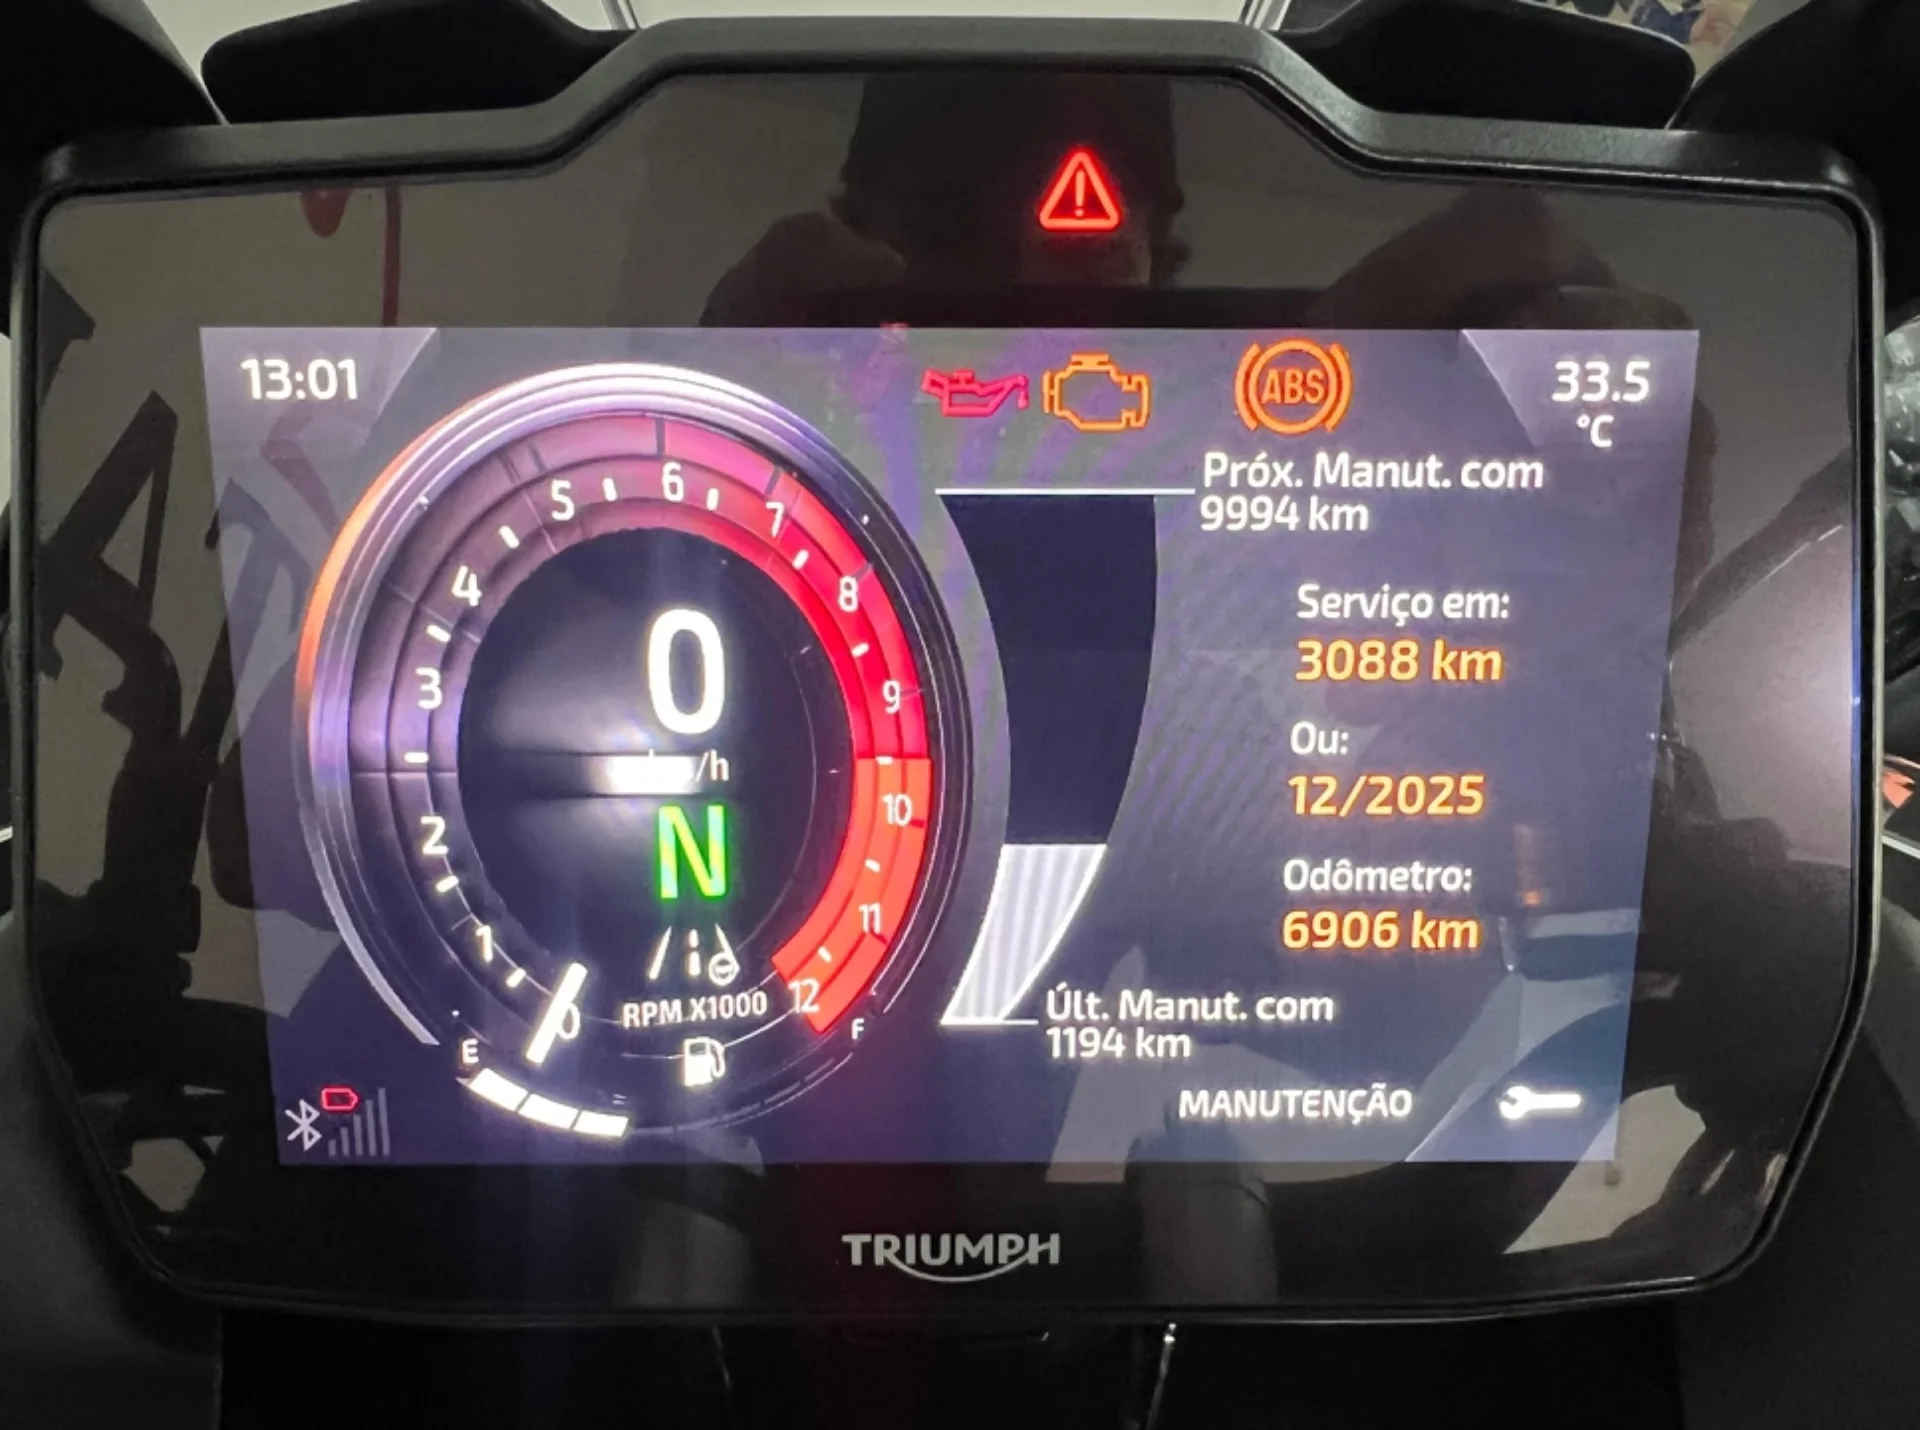 13:01
ABS
33.5
°C
Próx. Manut. com
9994 km
Serviço em:
3088 km
Ou:
12/2025
Odômetro:
6906 km
Últ. Manut. com
1194 km
MANUTENÇÃO
0
/h
N
RPM X1000
0
1
2
3
4
5
6
7
8
9
10
11
12
E
F
TRIUMPH